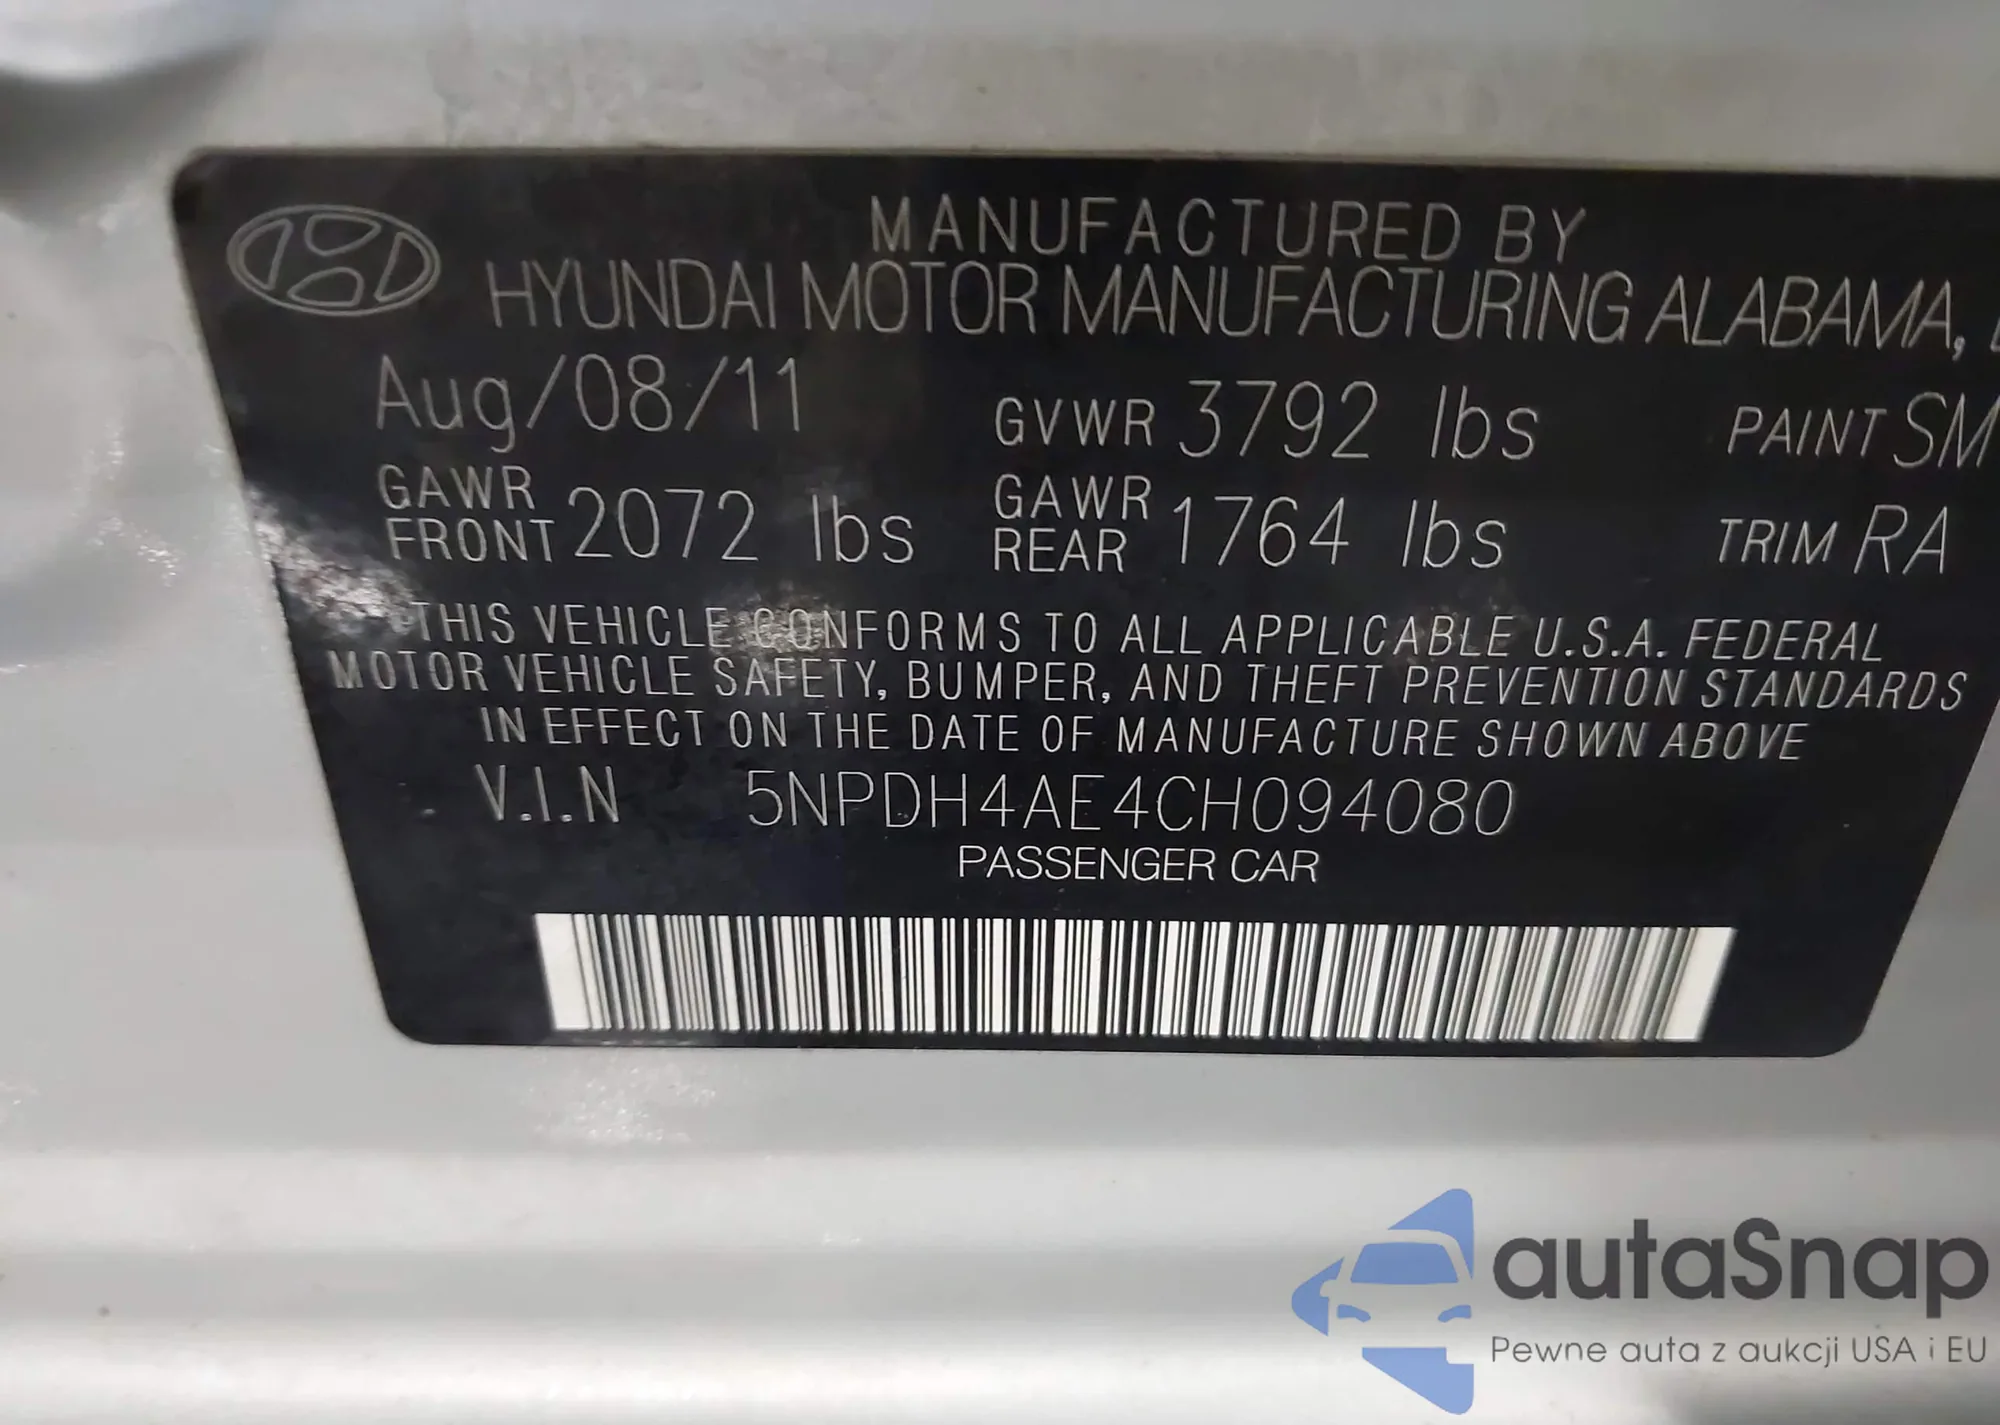 MANUFACTURED BY
HYUNDAI MOTOR MANUFACTURING ALABAMA,
Aug/08/11 GVWR 3792 lbs PAINT SM
GAWR FRONT 2072 lbs GAWR REAR 1764 lbs TRIM RA
THIS VEHICLE CONFORMS TO ALL APPLICABLE U.S.A. FEDERAL
MOTOR VEHICLE SAFETY, BUMPER, AND THEFT PREVENTION STANDARDS
IN EFFECT ON THE DATE OF MANUFACTURE SHOWN ABOVE
V.I.N 5NPDH4AE4CH094080
PASSENGER CAR
autaSnap
Pewne auta z aukcji USA i EU